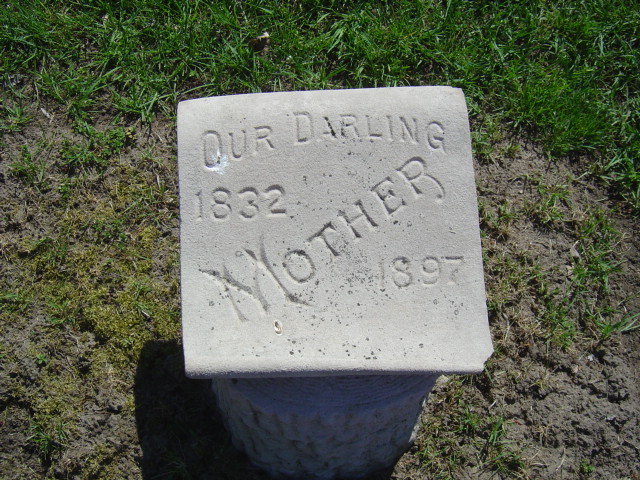 OUR DARLING
1832
MOTHER
1897